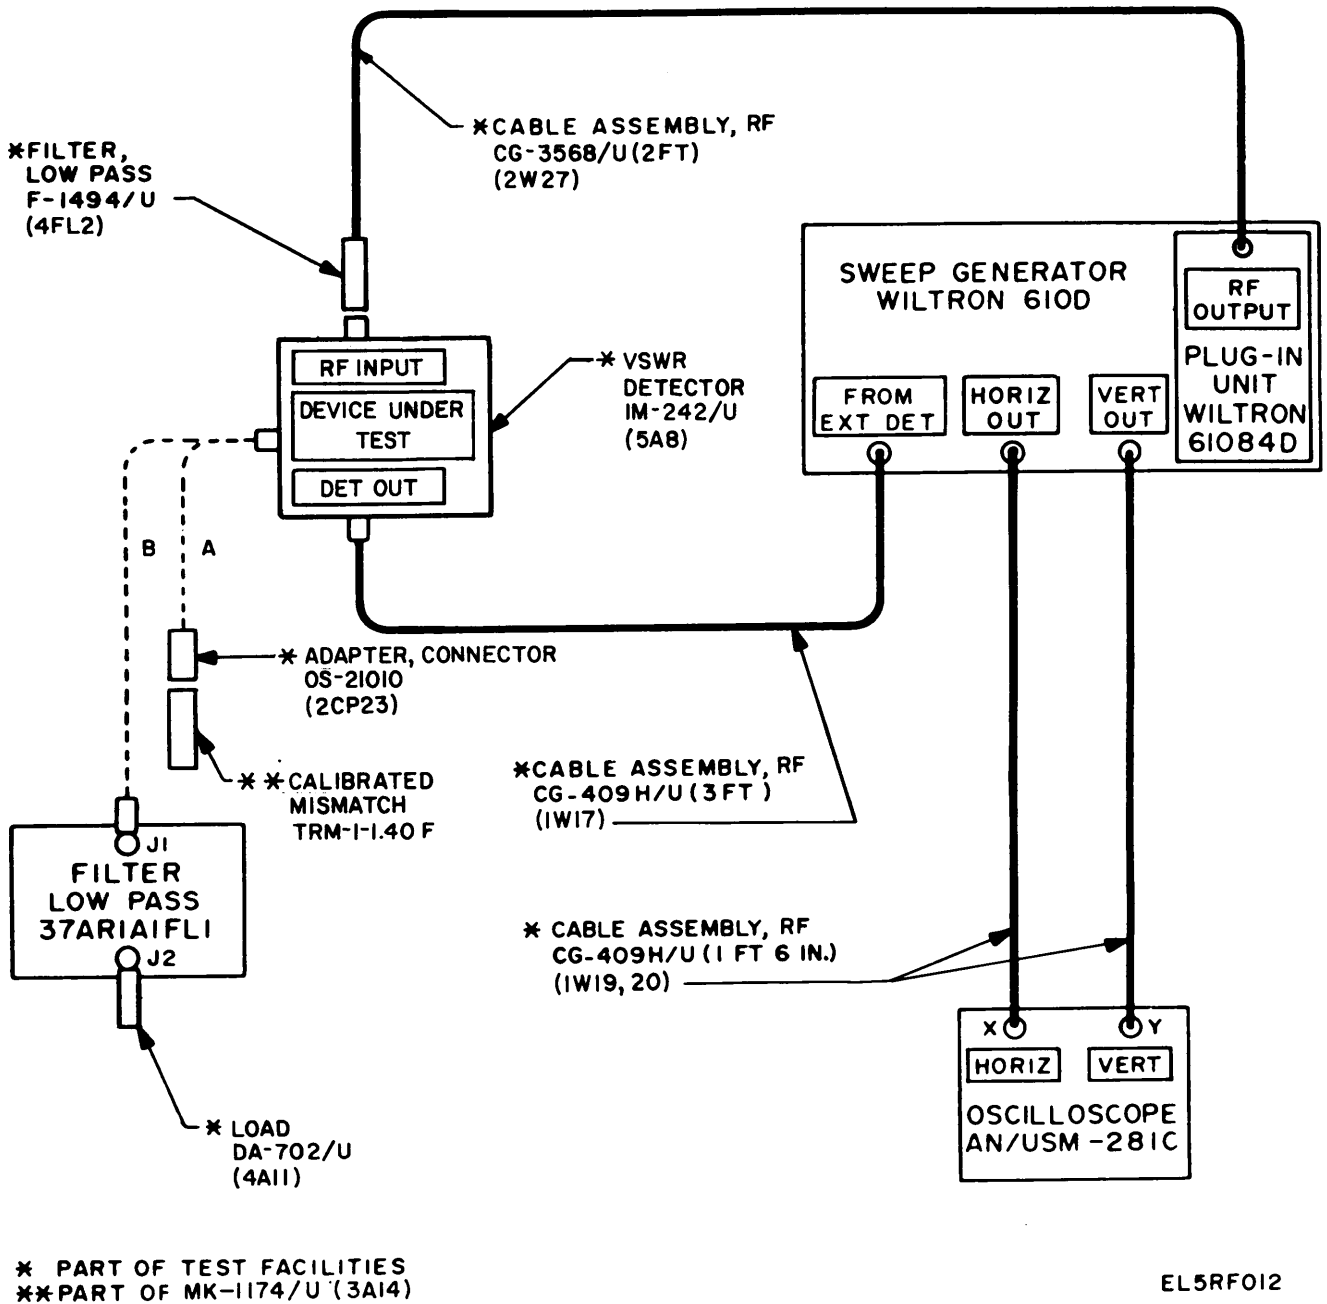 *CABLE ASSEMBLY, RF
CG-3568/U(2FT)
(2W27)
*FILTER,
LOW PASS
F-1494/U
(4FL2)
SWEEP GENERATOR
WILTRON 610D
RF
OUTPUT
PLUG-IN
UNIT
WILTRON
61084D
FROM
EXT DET
HORIZ
OUT
VERT
OUT
RF INPUT
DEVICE UNDER
TEST
DET OUT
* VSWR
DETECTOR
IM-242/U
(5A8)
B
A
* ADAPTER, CONNECTOR
OS-21010
(2CP23)
* * CALIBRATED
MISMATCH
TRM-1-1.40 F
*CABLE ASSEMBLY, RF
CG-409H/U(3FT)
(1W17)
J1
FILTER
LOW PASS
37AR1A1FL1
J2
* CABLE ASSEMBLY, RF
CG-409H/U(1 FT 6 IN.)
(1W19, 20)
X
Y
HORIZ
VERT
OSCILLOSCOPE
AN/USM-281C
* LOAD
DA-702/U
(4A11)
* PART OF TEST FACILITIES
**PART OF MK-1174/U (3A14)
EL5RF012